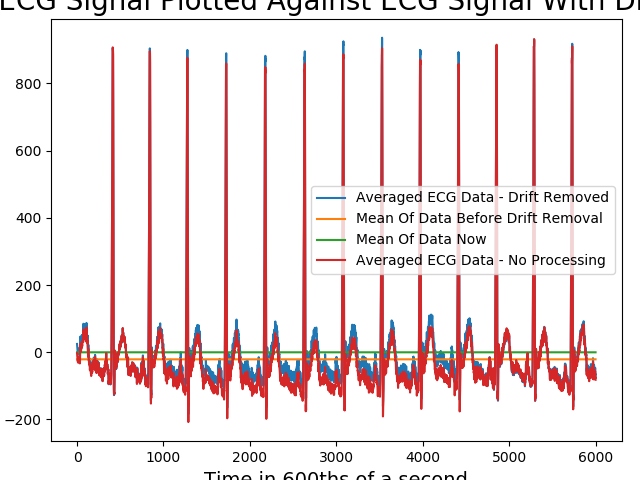 ECG Signal Plotted Against ECG Signal With
800
600
400
200
0
−200
0 1000 2000 3000 4000 5000 6000
Averaged ECG Data - Drift Removed
Mean Of Data Before Drift Removal
Mean Of Data Now
Averaged ECG Data - No Processing
Time in 600ths of a second